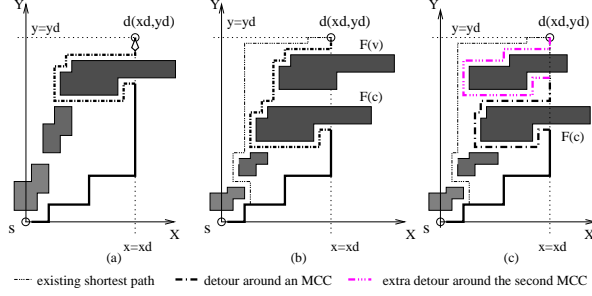 Y d(xd,yd) Y d(xd,yd) Y d(xd,yd)
y=yd y=yd y=yd
F(v)
F(c)
F(c)
s X s X s X
x=xd x=xd x=xd
(a) (b) (c)
existing shortest path detour around an MCC extra detour around the second MCC